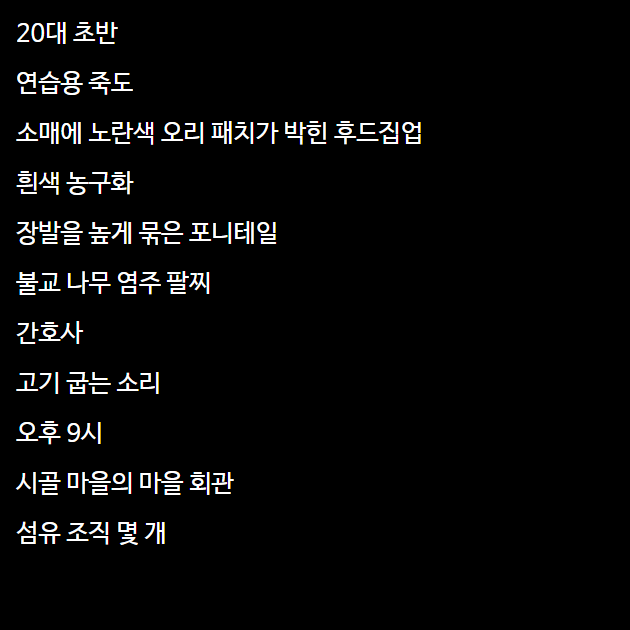 20대 초반
연습용 죽도
소매에 노란색 오리 패치가 박힌 후드집업
흰색 농구화
장발을 높게 묶은 포니테일
불교 나무 염주 팔찌
간호사
고기 굽는 소리
오후 9시
시골 마을의 마을 회관
섬유 조직 몇 개